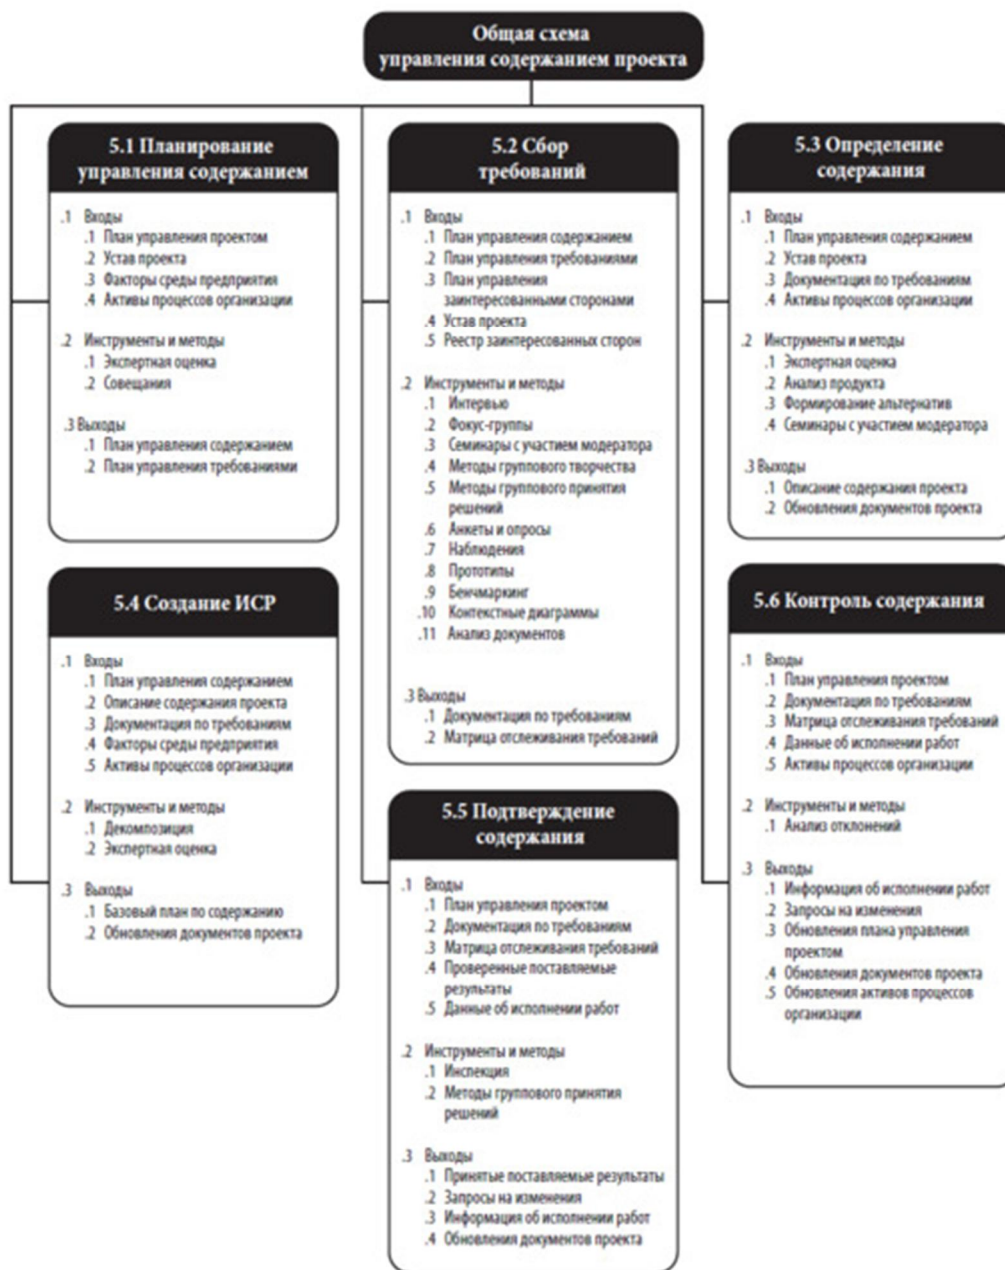 Общая схема
управления содержанием проекта
5.1 Планирование
управления содержанием
.1 Входы
.1 План управления проектом
.2 Устав проекта
.3 Факторы среды предприятия
.4 Активы процессов организации
.2 Инструменты и методы
.1 Экспертная оценка
.2 Совещания
.3 Выходы
.1 План управления содержанием
.2 План управления требованиями
5.2 Сбор
требований
.1 Входы
.1 План управления содержанием
.2 План управления требованиями
.3 План управления
заинтересованными сторонами
.4 Устав проекта
.5 Реестр заинтересованных сторон
.2 Инструменты и методы
.1 Интервью
.2 Фокус-группы
.3 Семинары с участием модератора
.4 Методы группового творчества
.5 Методы группового принятия
решений
.6 Анкеты и опросы
.7 Наблюдения
.8 Прототипы
.9 Бенчмаркинг
.10 Контекстные диаграммы
.11 Анализ документов
.3 Выходы
.1 Документация по требованиям
.2 Матрица отслеживания требований
5.3 Определение
содержания
.1 Входы
.1 План управления содержанием
.2 Устав проекта
.3 Документация по требованиям
.4 Активы процессов организации
.2 Инструменты и методы
.1 Экспертная оценка
.2 Анализ продукта
.3 Формирование альтернатив
.4 Семинары с участием модератора
.3 Выходы
.1 Описание содержания проекта
.2 Обновления документов проекта
5.4 Создание ИСР
.1 Входы
.1 План управления содержанием
.2 Описание содержания проекта
.3 Документация по требованиям
.4 Факторы среды предприятия
.5 Активы процессов организации
.2 Инструменты и методы
.1 Декомпозиция
.2 Экспертная оценка
.3 Выходы
.1 Базовый план по содержанию
.2 Обновления документов проекта
5.5 Подтверждение
содержания
.1 Входы
.1 План управления проектом
.2 Документация по требованиям
.3 Матрица отслеживания требований
.4 Проверенные поставляемые
результаты
.5 Данные об исполнении работ
.2 Инструменты и методы
.1 Инспекция
.2 Методы группового принятия
решений
.3 Выходы
.1 Принятые поставляемые результаты
.2 Запросы на изменения
.3 Информация об исполнении работ
.4 Обновления документов проекта
5.6 Контроль содержания
.1 Входы
.1 План управления проектом
.2 Документация по требованиям
.3 Матрица отслеживания требований
.4 Данные об исполнении работ
.5 Активы процессов организации
.2 Инструменты и методы
.1 Анализ отклонений
.3 Выходы
.1 Информация об исполнении работ
.2 Запросы на изменения
.3 Обновления плана управления
проектом
.4 Обновления документов проекта
.5 Обновления активов процессов
организации